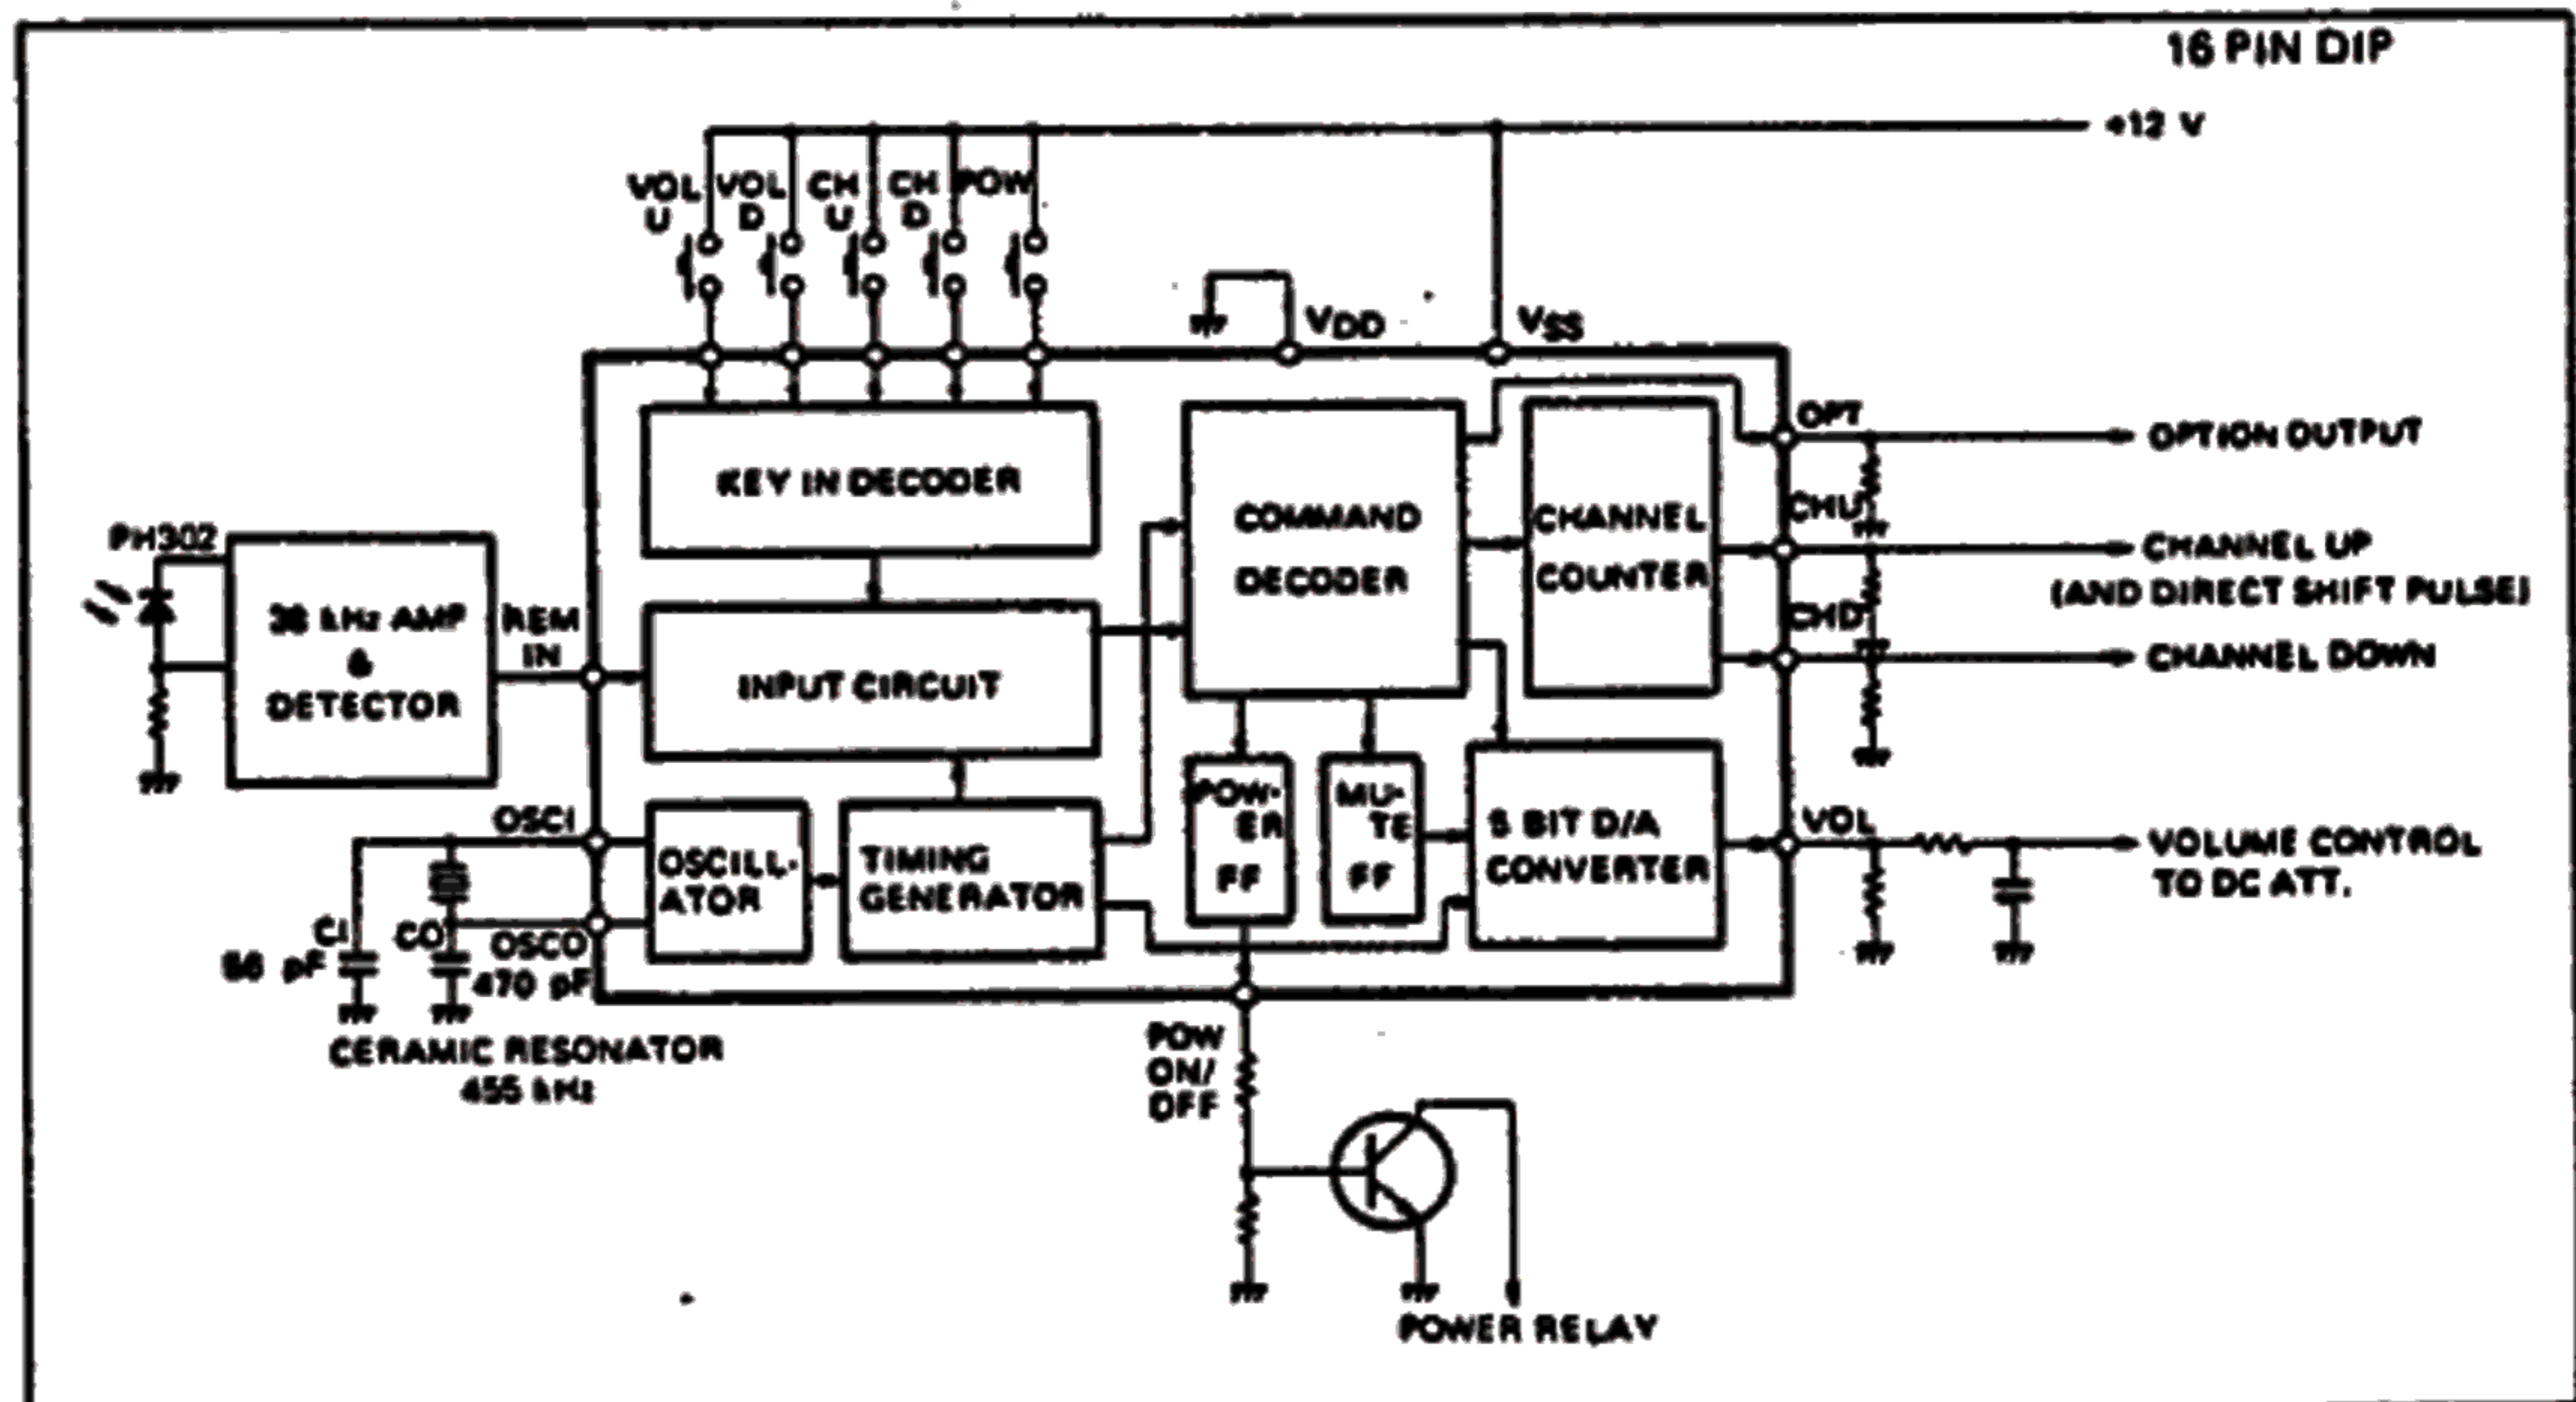 16 PIN DIP
+12 V
VOL VOL CH CH POW
U D U D
VDD
VSS
OPT
OPTION OUTPUT
KEY IN DECODER
COMMAND
DECODER
CHANNEL
COUNTER
CHU
CHANNEL UP
(AND DIRECT SHIFT PULSE)
CHD
CHANNEL DOWN
PH302
38 kHz AMP
&
DETECTOR
REM
IN
INPUT CIRCUIT
OSCI
OSCILL-
ATOR
TIMING
GENERATOR
POW-
ER
FF
MU-
TE
FF
5 BIT D/A
CONVERTER
VOL
VOLUME CONTROL
TO DC ATT.
CI
CO
OSCO
pF
470 pF
CERAMIC RESONATOR
455 kHz
POW
ON/
OFF
POWER RELAY